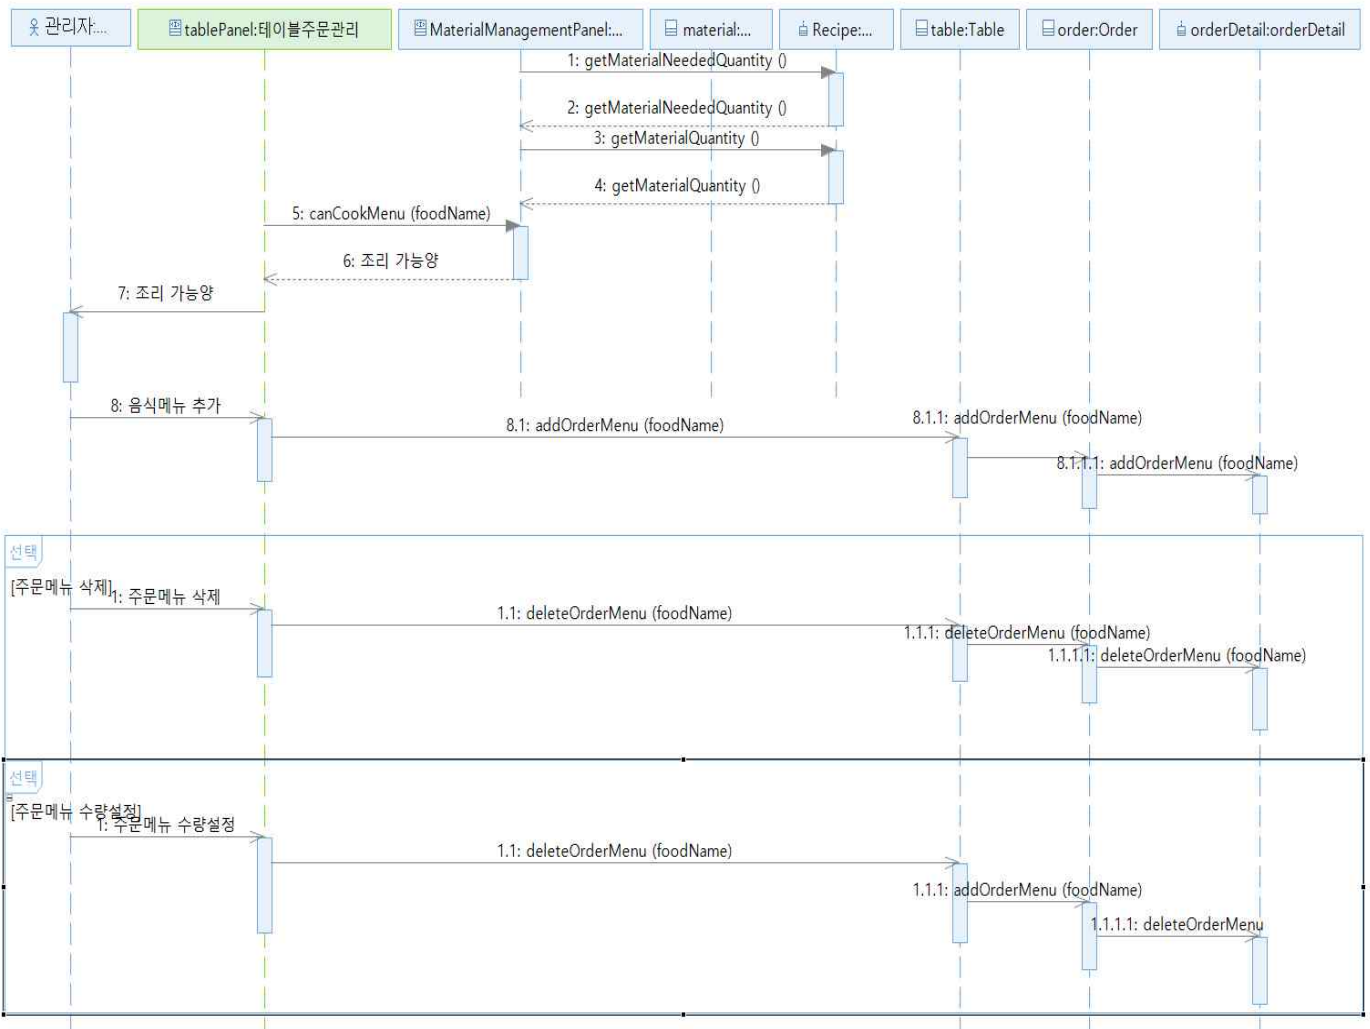 관리자:...
tablePanel:테이블주문관리
MaterialManagementPanel:...
material:...
Recipe:...
table:Table
order:Order
orderDetail:orderDetail
1: getMaterialNeededQuantity ()
2: getMaterialNeededQuantity ()
3: getMaterialQuantity ()
4: getMaterialQuantity ()
5: canCookMenu (foodName)
6: 조리 가능양
7: 조리 가능양
8: 음식메뉴 추가
8.1: addOrderMenu (foodName)
8.1.1: addOrderMenu (foodName)
8.1.1.1: addOrderMenu (foodName)
선택
[주문메뉴 삭제]
1: 주문메뉴 삭제
1.1: deleteOrderMenu (foodName)
1.1.1: deleteOrderMenu (foodName)
1.1.1.1: deleteOrderMenu (foodName)
선택
[주문메뉴 수량설정]
1: 주문메뉴 수량설정
1.1: deleteOrderMenu (foodName)
1.1.1: addOrderMenu (foodName)
1.1.1.1: deleteOrderMenu